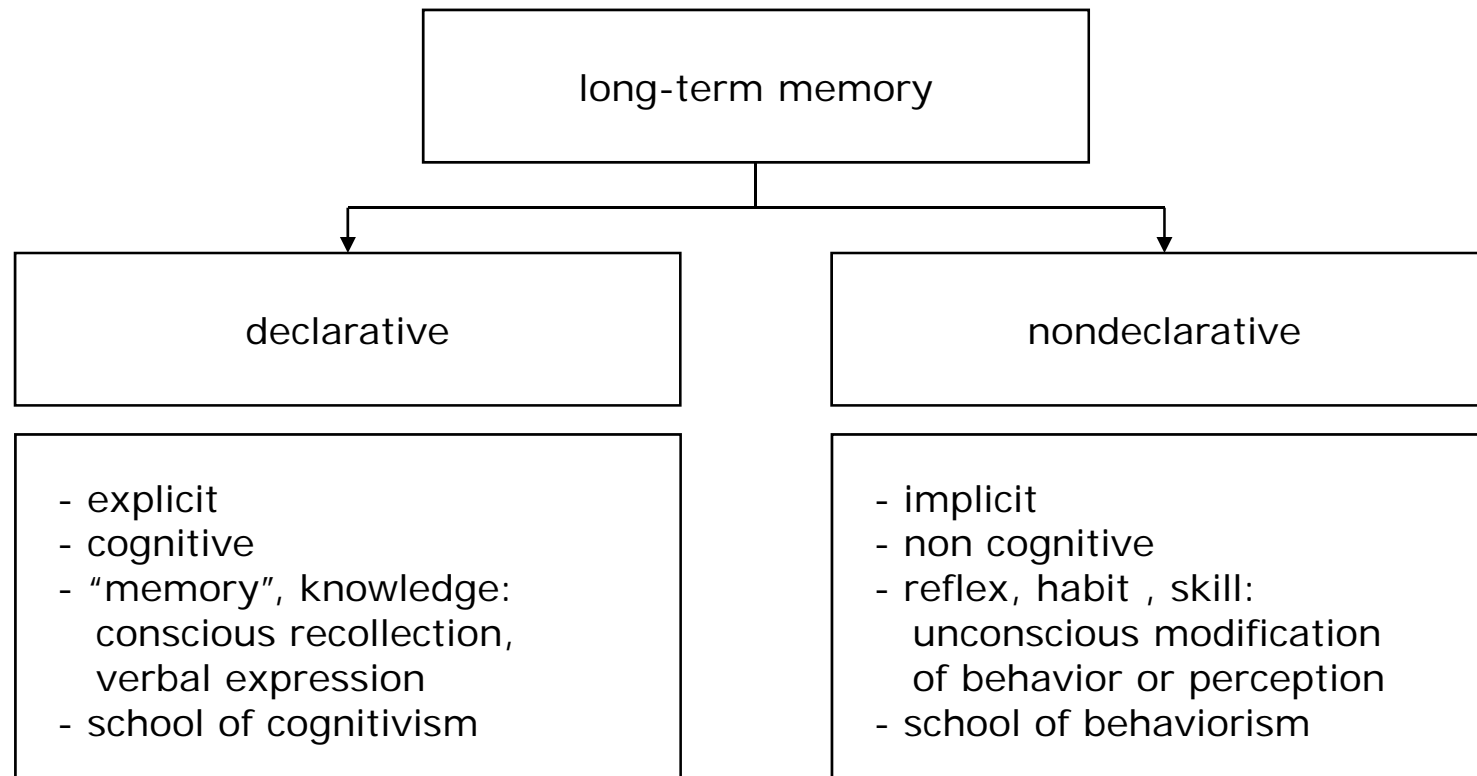 long-term memory
declarative
nondeclarative
- explicit
- cognitive
- “memory”, knowledge:
conscious recollection,
verbal expression
- school of cognitivism
- implicit
- non cognitive
- reflex, habit , skill:
unconscious modification
of behavior or perception
- school of behaviorism